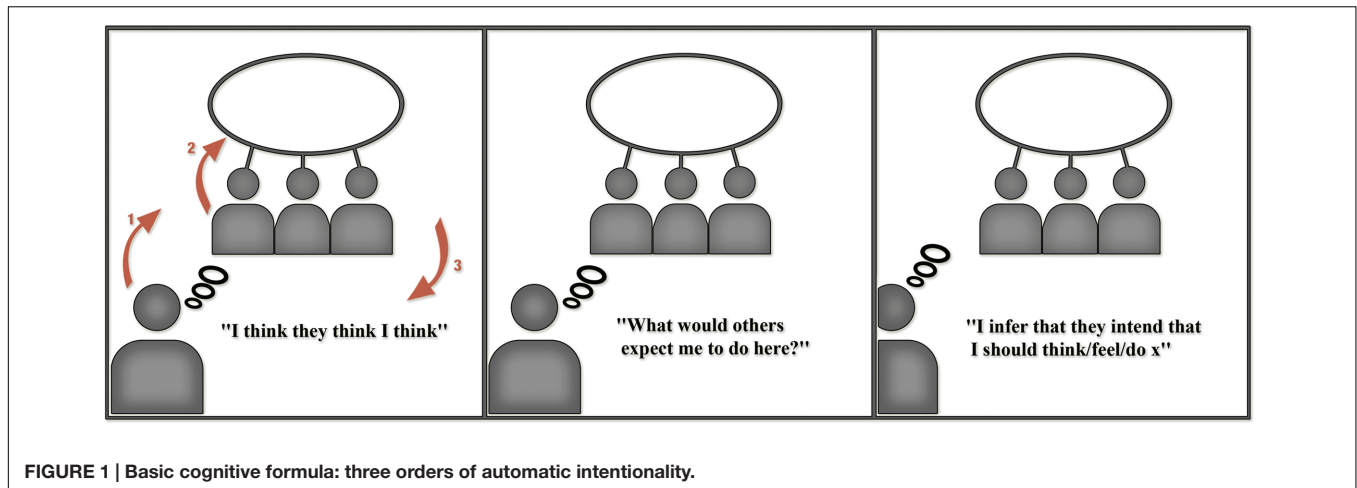 2
1
3
"I think they think I think"
"What would others
expect me to do here?"
"I infer that they intend that
I should think/feel/do x"
FIGURE 1 | Basic cognitive formula: three orders of automatic intentionality.